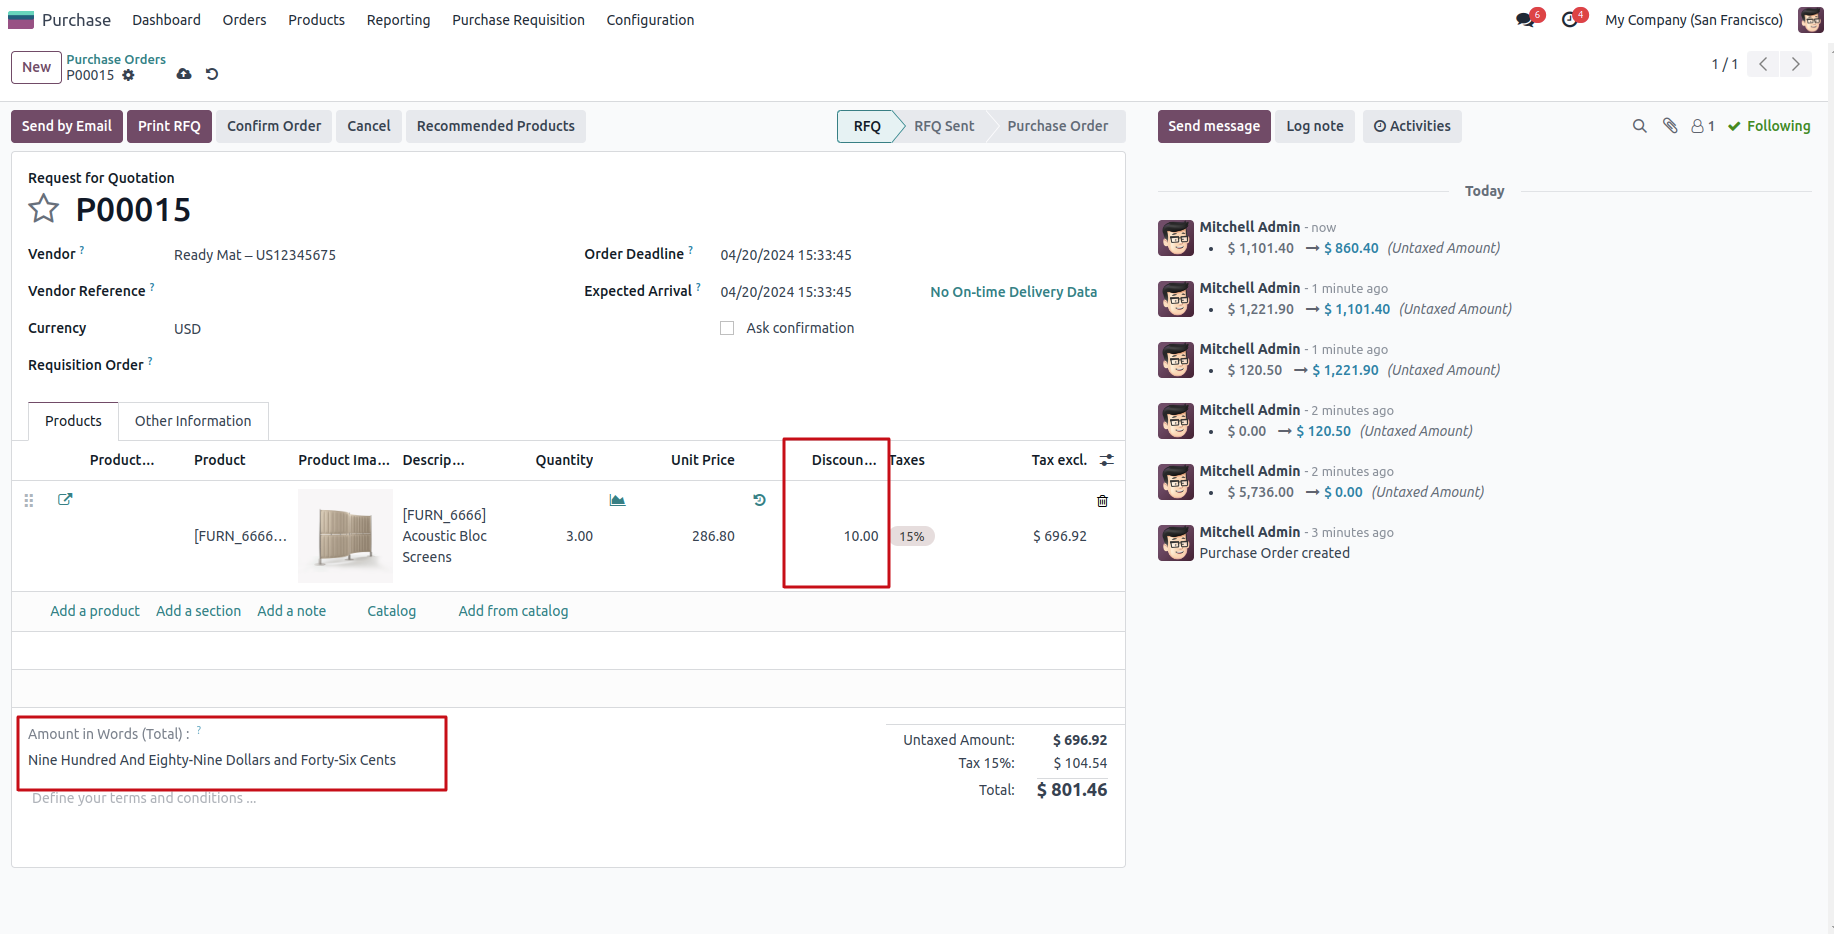 Purchase Dashboard Orders Products Reporting Purchase Requisition Configuration 6 4 My Company (San Francisco)
New Purchase Orders
P00015
1 / 1
Send by Email Print RFQ Confirm Order Cancel Recommended Products RFQ RFQ Sent Purchase Order
Request for Quotation
P00015
Vendor ? Ready Mat – US12345675 Order Deadline ? 04/20/2024 15:33:45
Vendor Reference ? Expected Arrival ? 04/20/2024 15:33:45 No On-time Delivery Data
Currency USD Ask confirmation
Requisition Order ?
Products Other Information
Product... Product Product Ima... Descrip... Quantity Unit Price Discoun... Taxes Tax excl.
[FURN_6666... [FURN_6666] Acoustic Bloc Screens 3.00 286.80 10.00 15% $ 696.92
Add a product Add a section Add a note Catalog Add from catalog
Amount in Words (Total) : ?
Nine Hundred And Eighty-Nine Dollars and Forty-Six Cents
Define your terms and conditions ...
Untaxed Amount: $ 696.92
Tax 15%: $ 104.54
Total: $ 801.46
Send message Log note Activities 1 Following
Today
Mitchell Admin - now
• $ 1,101.40 → $ 860.40 (Untaxed Amount)
Mitchell Admin - 1 minute ago
• $ 1,221.90 → $ 1,101.40 (Untaxed Amount)
Mitchell Admin - 1 minute ago
• $ 120.50 → $ 1,221.90 (Untaxed Amount)
Mitchell Admin - 2 minutes ago
• $ 0.00 → $ 120.50 (Untaxed Amount)
Mitchell Admin - 2 minutes ago
• $ 5,736.00 → $ 0.00 (Untaxed Amount)
Mitchell Admin - 3 minutes ago
Purchase Order created